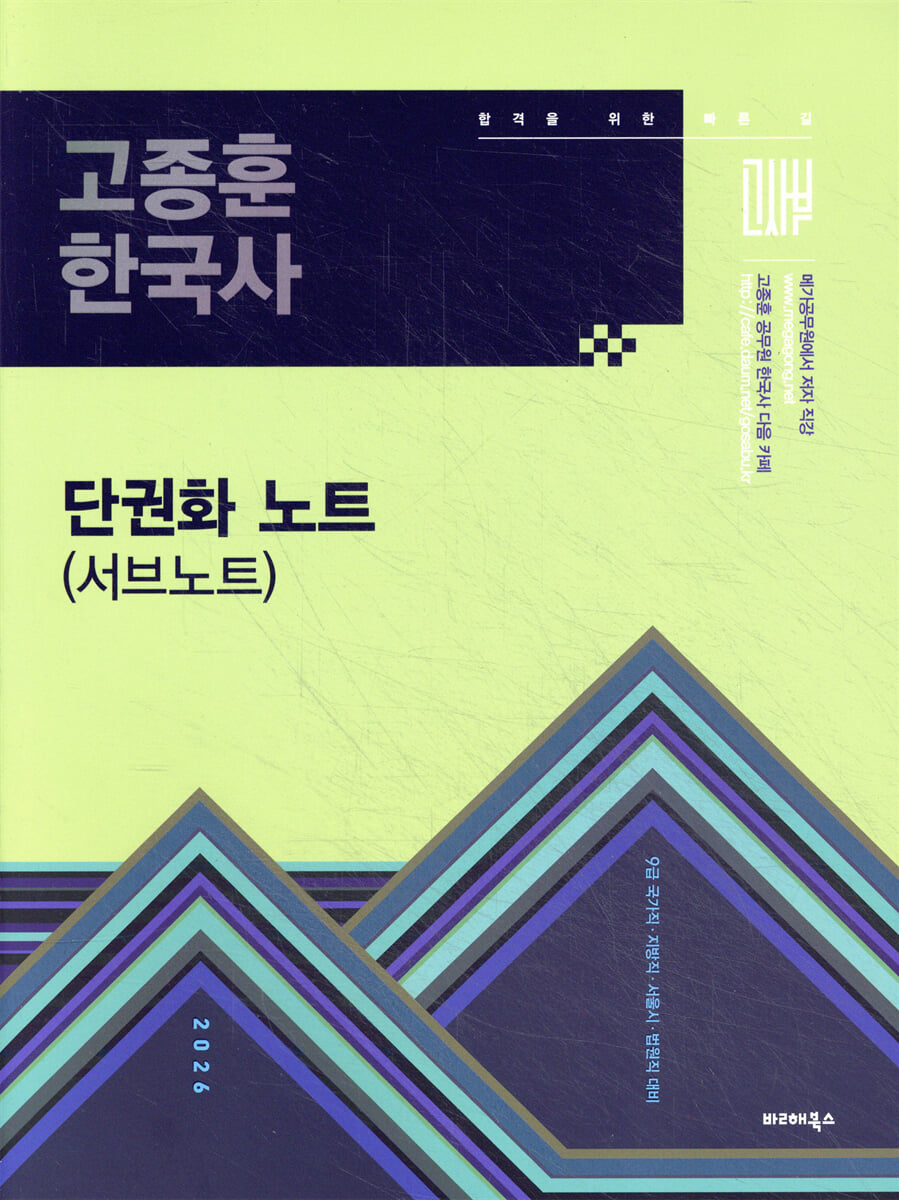 합격을 위한 빠른 길
고종훈
한국사
고사부
메가공무원에서 저자 직강
www.megagong.net
고종훈 공무원 한국사 다음 카페
http://cafe.daum.net/gosabu.kr
단권화 노트
(서브노트)
9급 국가직·지방직·서울시·법원직 대비
2026
바르해북스